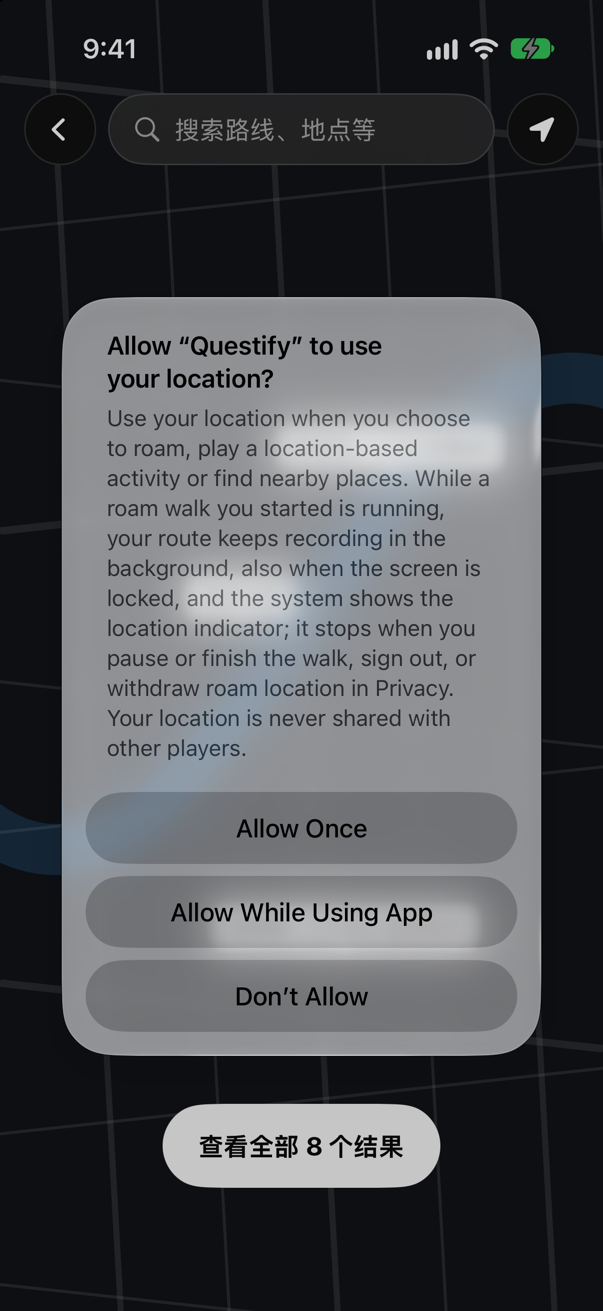 9:41
搜索路线、地点等
Allow “Questify” to use
your location?
Use your location when you choose
to roam, play a location-based
activity or find nearby places. While a
roam walk you started is running,
your route keeps recording in the
background, also when the screen is
locked, and the system shows the
location indicator; it stops when you
pause or finish the walk, sign out, or
withdraw roam location in Privacy.
Your location is never shared with
other players.
Allow Once
Allow While Using App
Don’t Allow
查看全部 8 个结果